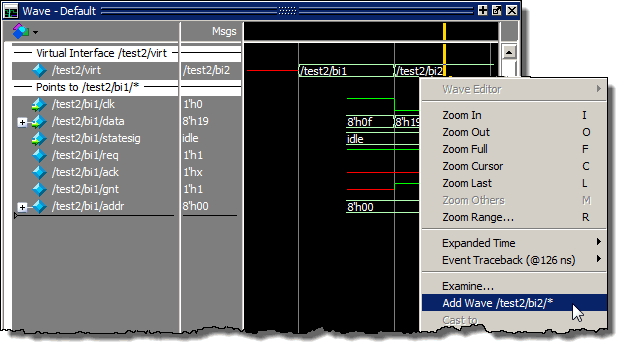 Wave - Default
Msgs
Virtual Interface /test2/virt
/test2/virt /test2/bi2 /test2/bi1 /test2/bi2
Points to /test2/bi1/*
/test2/bi1/clk 1'h0
/test2/bi1/data 8'h19 8'h0f 8'h19
/test2/bi1/statesig idle idle
/test2/bi1/req 1'h1
/test2/bi1/ack 1'hx
/test2/bi1/gnt 1'h1
/test2/bi1/addr 8'h00 8'h00
Wave Editor
Zoom In I
Zoom Out O
Zoom Full F
Zoom Cursor C
Zoom Last L
Zoom Others M
Zoom Range... R
Expanded Time
Event Traceback (@126 ns)
Examine...
Add Wave /test2/bi2/*
Cast to